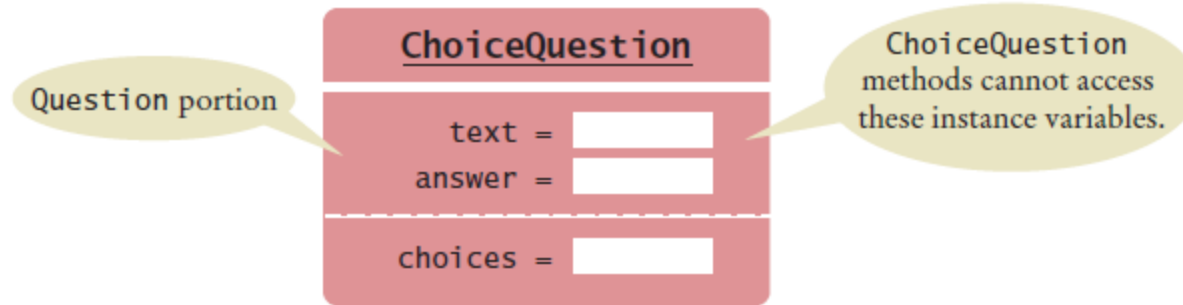 ChoiceQuestion
Question portion
text =
answer =
choices =
ChoiceQuestion
methods cannot access
these instance variables.